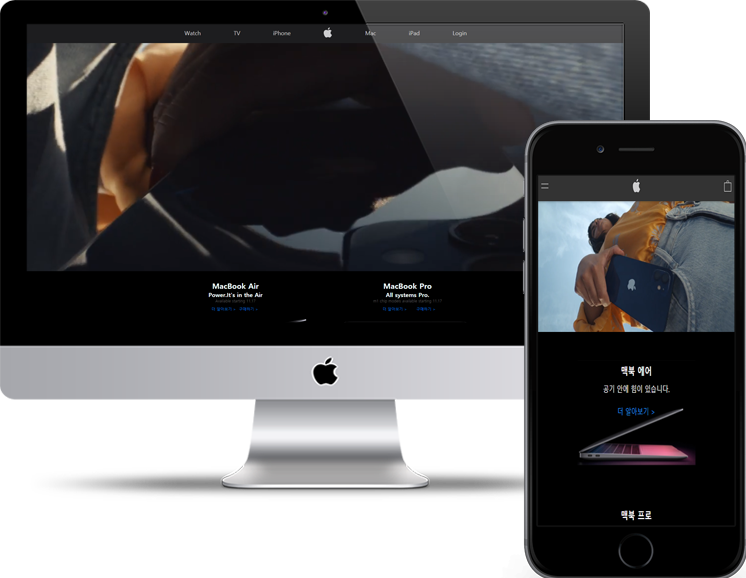 Watch TV iPhone Mac iPad Login
MacBook Air
Power.It's in the Air
더 알아보기 > 구매하기 >
MacBook Pro
All systems Pro.
더 알아보기 > 구매하기 >
맥북 에어
공기 안에 힘이 있습니다.
더 알아보기 >
맥북 프로